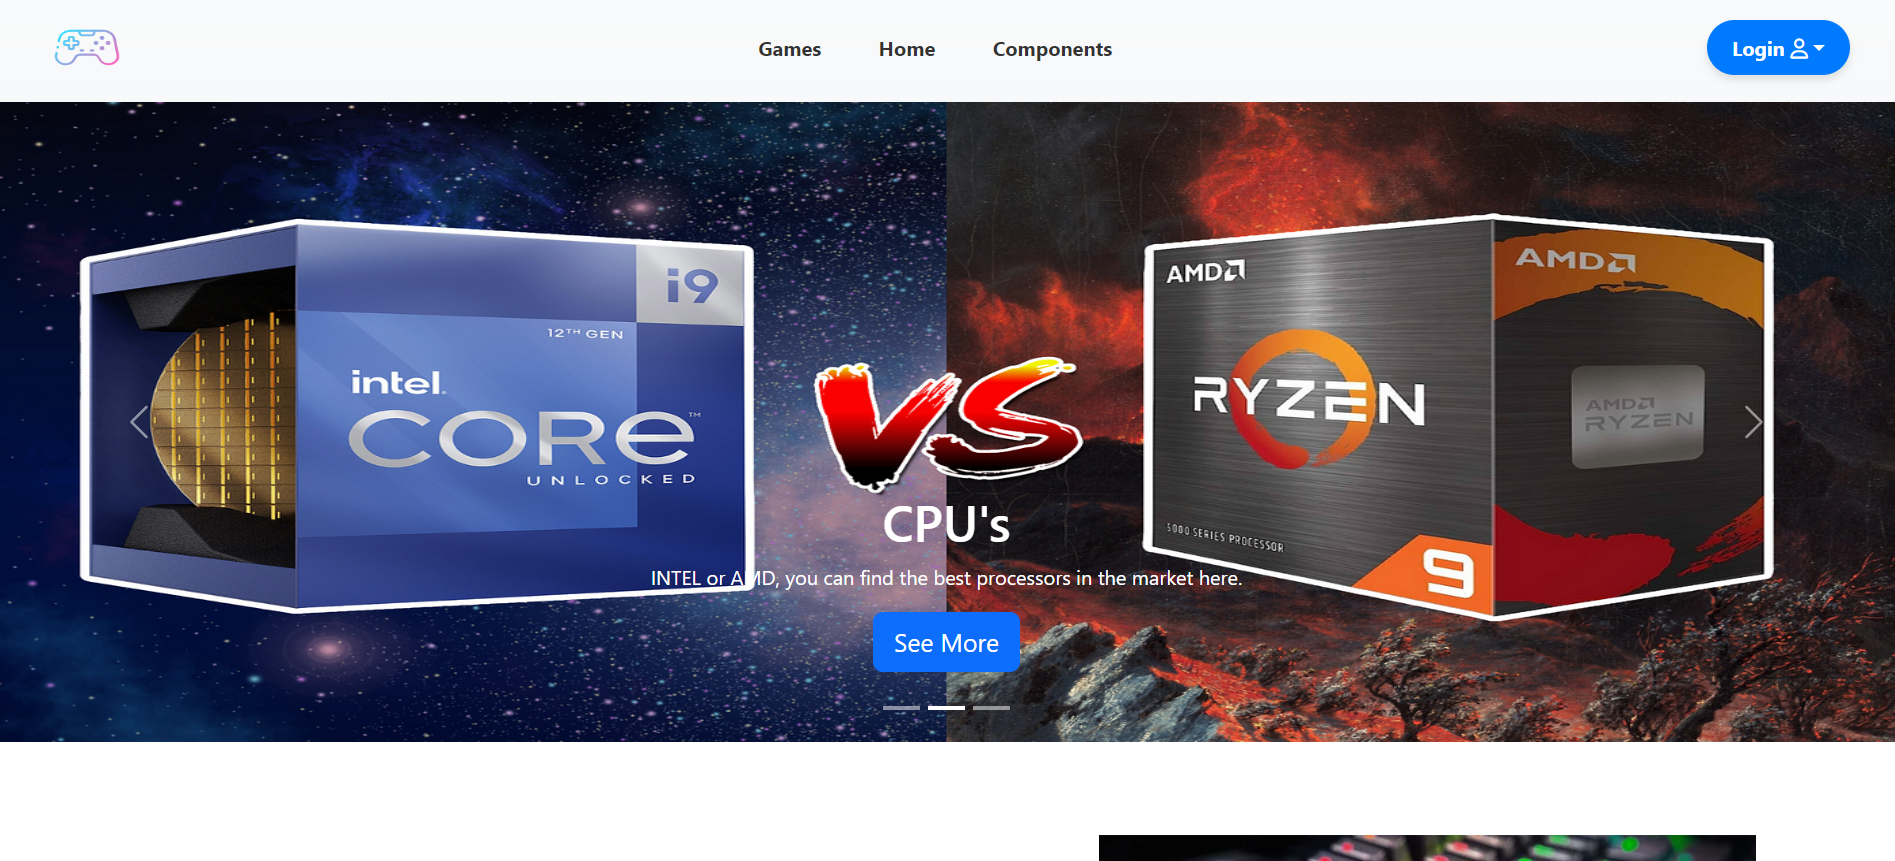 Games
Home
Components
Login
i9
12TH GEN
intel.
CORE™
UNLOCKED
VS
AMD
RYZEN
5000 SERIES PROCESSOR
9
AMD
AMD
RYZEN
CPU's
INTEL or AMD, you can find the best processors in the market here.
See More